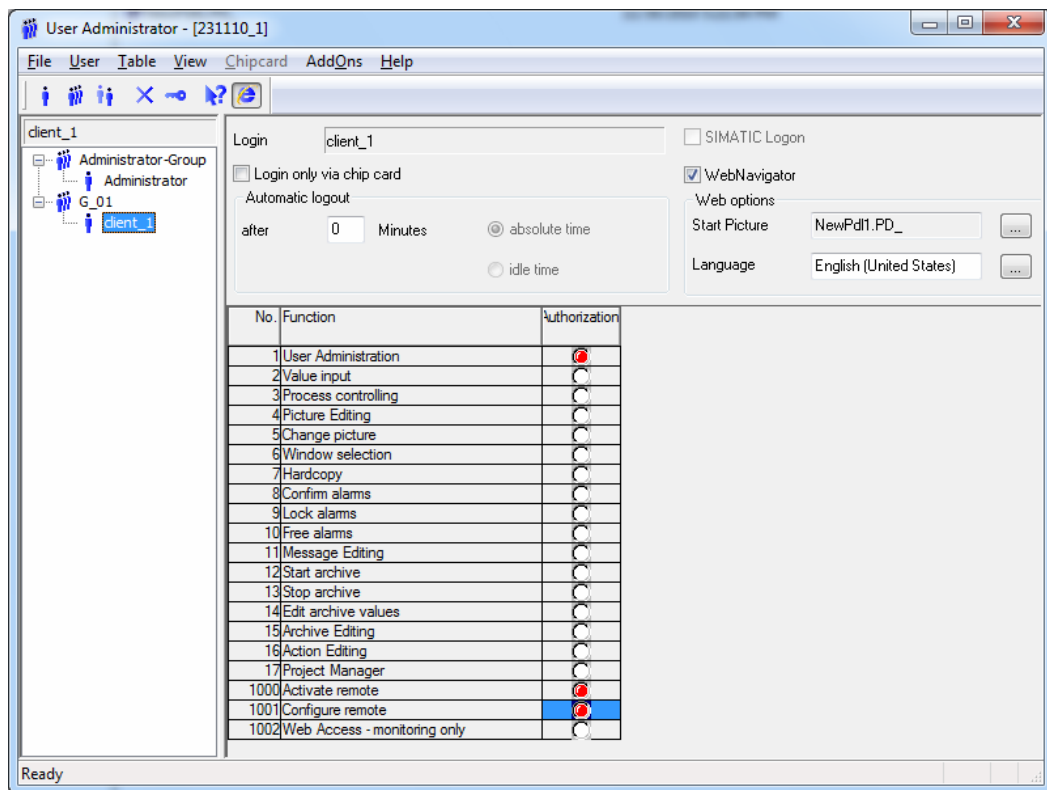 User Administrator - [231110_1]
File User Table View Chipcard AddOns Help
client_1
Administrator-Group
Administrator
G_01
client_1
Login client_1
SIMATIC Logon
Login only via chip card
WebNavigator
Automatic logout
Web options
after 0 Minutes absolute time
Start Picture NewPdl1.PD_ ...
idle time
Language English (United States) ...
No. Function Authorization
1 User Administration
2 Value input
3 Process controlling
4 Picture Editing
5 Change picture
6 Window selection
7 Hardcopy
8 Confirm alarms
9 Lock alarms
10 Free alarms
11 Message Editing
12 Start archive
13 Stop archive
14 Edit archive values
15 Archive Editing
16 Action Editing
17 Project Manager
1000 Activate remote
1001 Configure remote
1002 Web Access - monitoring only
Ready